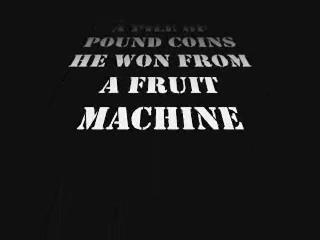 A PILE OF
POUND COINS
HE WON FROM
A FRUIT
MACHINE